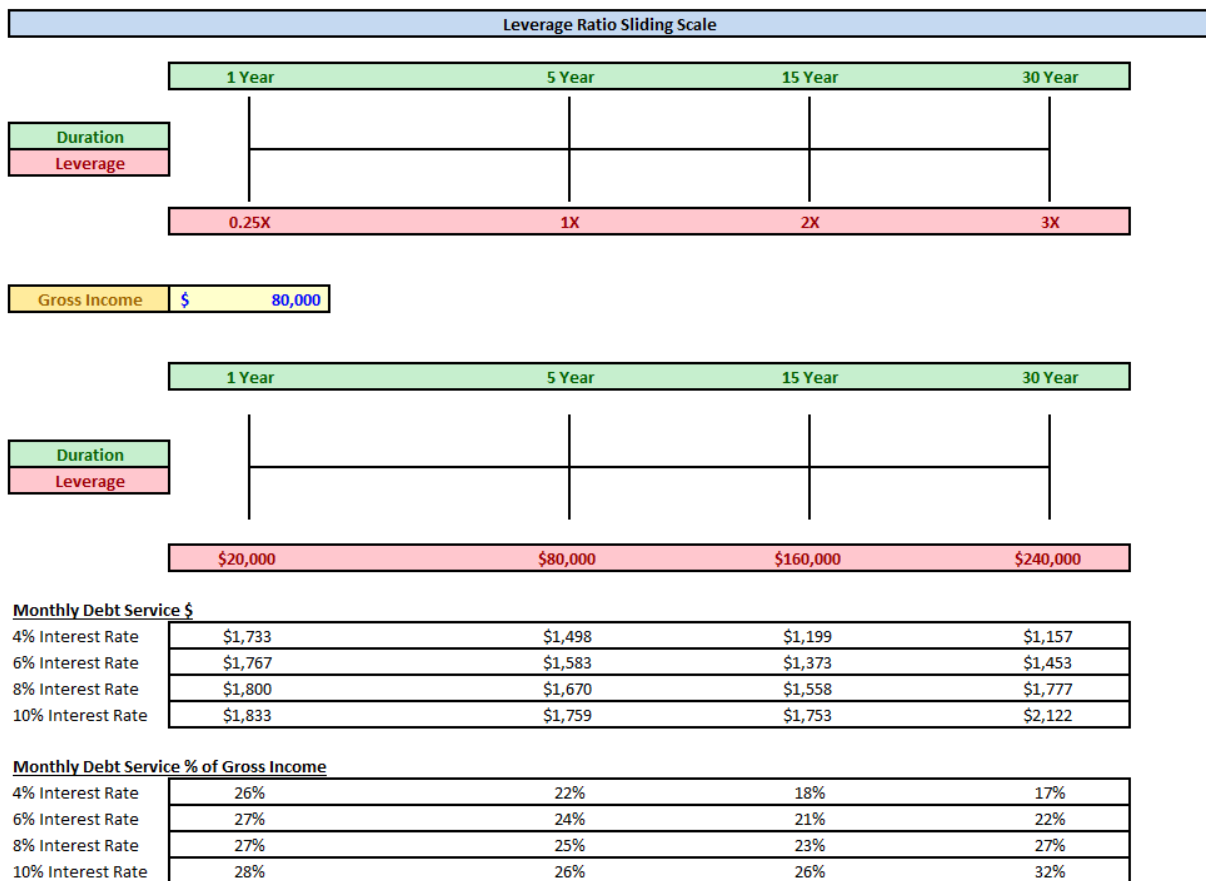 Leverage Ratio Sliding Scale
1 Year 5 Year 15 Year 30 Year
Duration
Leverage
0.25X 1X 2X 3X
Gross Income $ 80,000
1 Year 5 Year 15 Year 30 Year
Duration
Leverage
$20,000 $80,000 $160,000 $240,000
Monthly Debt Service $
4% Interest Rate $1,733 $1,498 $1,199 $1,157
6% Interest Rate $1,767 $1,583 $1,373 $1,453
8% Interest Rate $1,800 $1,670 $1,558 $1,777
10% Interest Rate $1,833 $1,759 $1,753 $2,122
Monthly Debt Service % of Gross Income
4% Interest Rate 26% 22% 18% 17%
6% Interest Rate 27% 24% 21% 22%
8% Interest Rate 27% 25% 23% 27%
10% Interest Rate 28% 26% 26% 32%